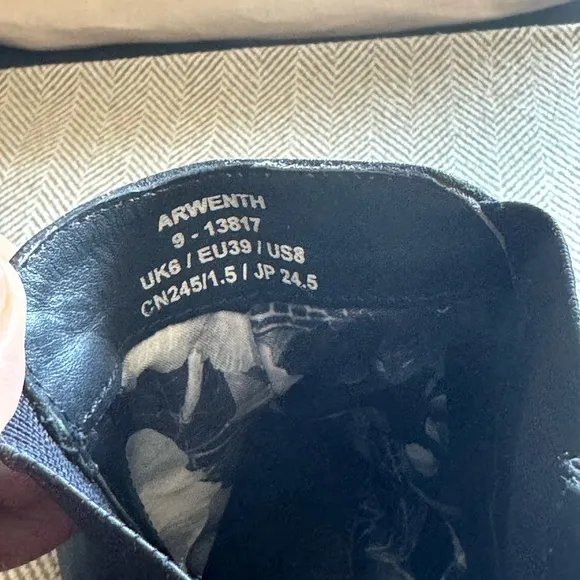 ARWENTH
9 - 13817
UK6 / EU39 / US8
CN245/1.5 / JP 24.5